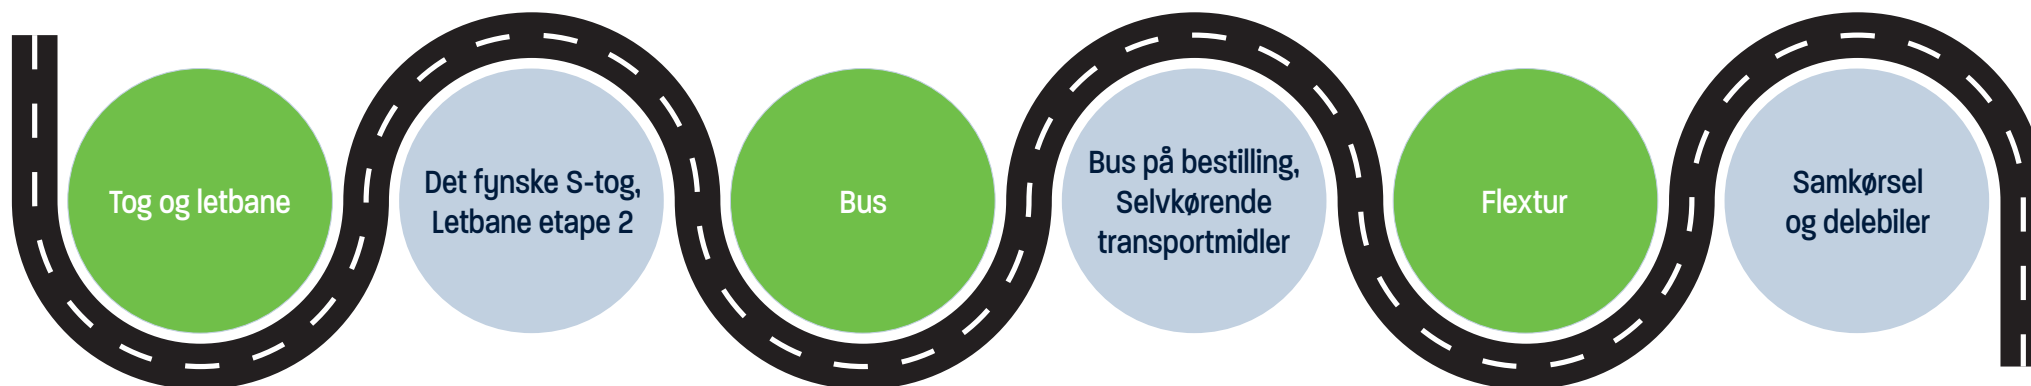 Tog og letbane
Det fynske S-tog,
Letbane etape 2
Bus
Bus på bestilling,
Selvkørende
transportmidler
Flextur
Samkørsel
og delebiler